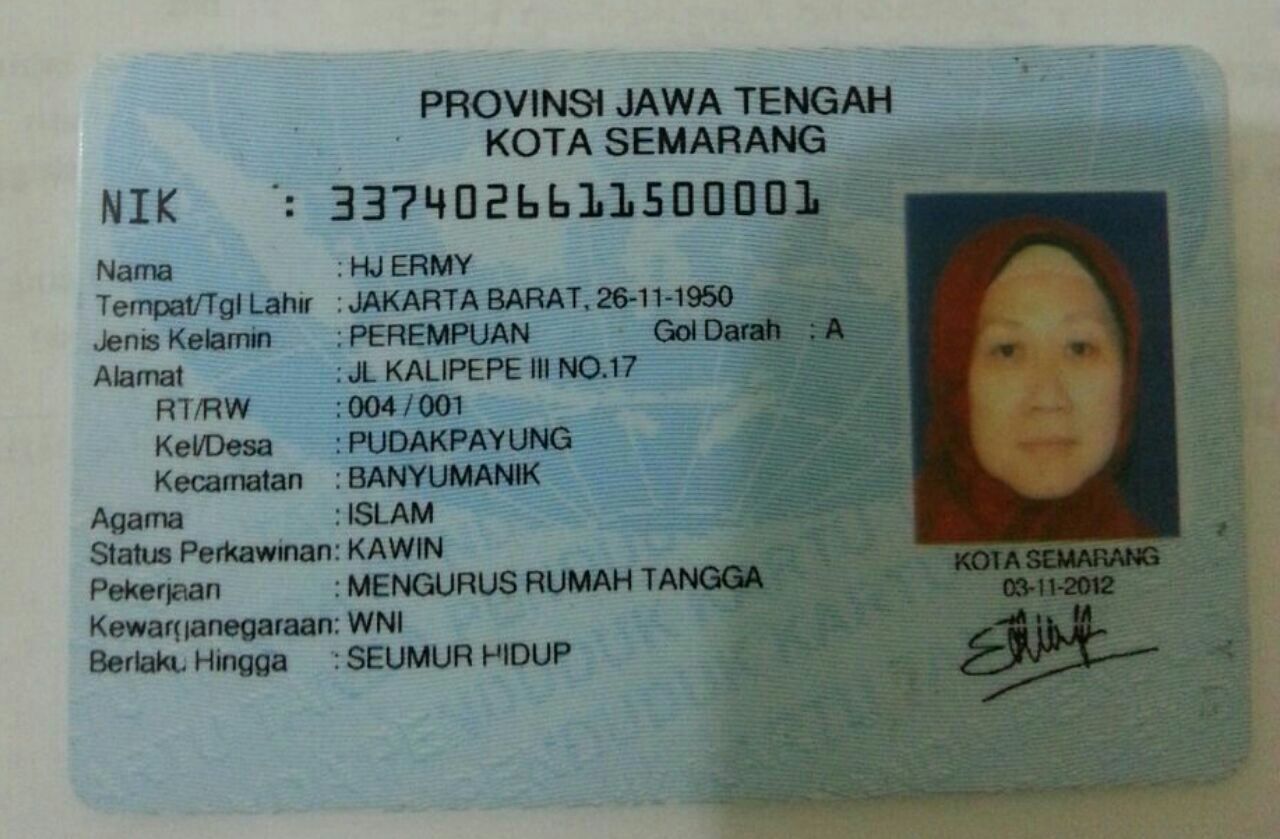 PROVINSI JAWA TENGAH
KOTA SEMARANG
NIK : 3374026611500001
Nama : HJ ERMY
Tempat/Tgl Lahir : JAKARTA BARAT, 26-11-1950
Jenis Kelamin : PEREMPUAN Gol Darah : A
Alamat : JL KALIPEPE III NO.17
RT/RW : 004 / 001
Kel/Desa : PUDAKPAYUNG
Kecamatan : BANYUMANIK
Agama : ISLAM
Status Perkawinan: KAWIN
Pekerjaan : MENGURUS RUMAH TANGGA
Kewarganegaraan: WNI
Berlaku Hingga : SEUMUR HIDUP
KOTA SEMARANG
03-11-2012